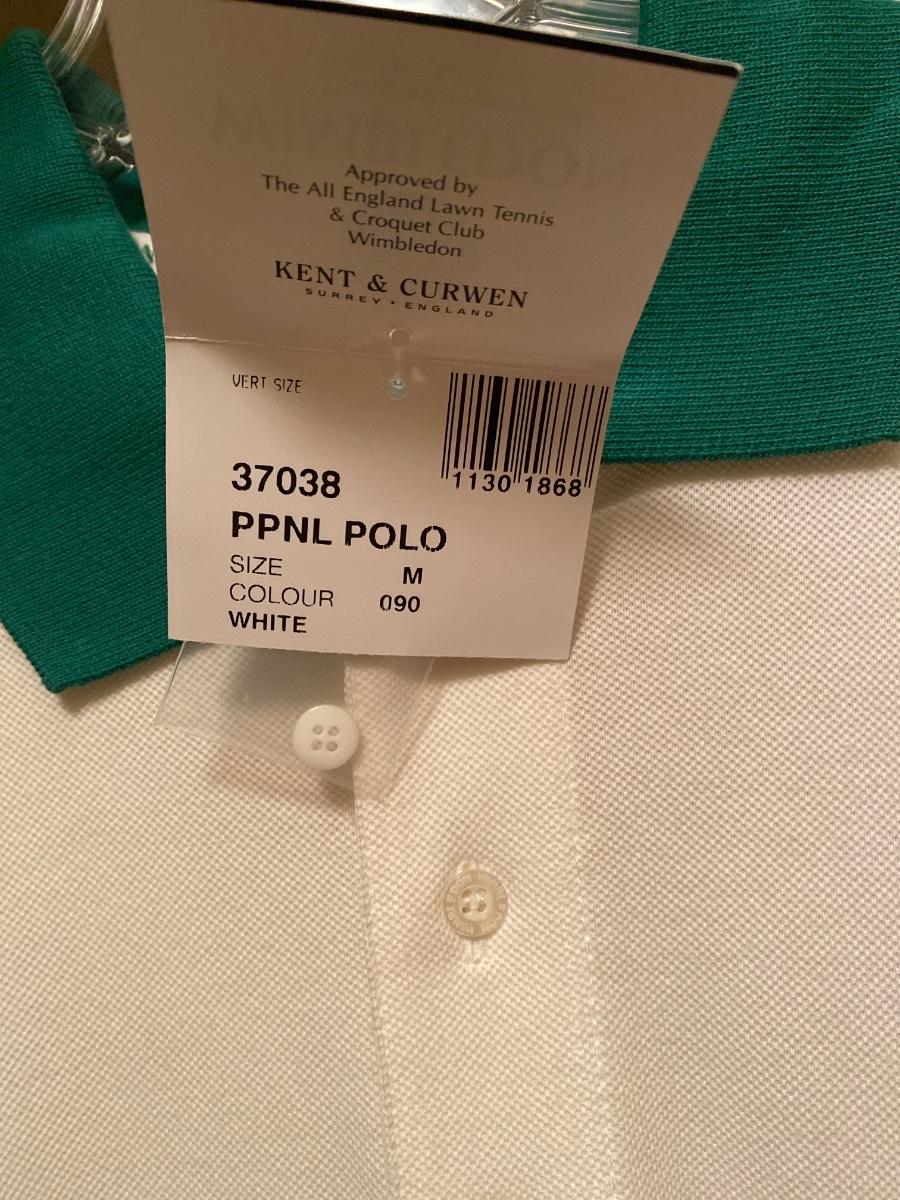 WIMBLEDON
Approved by
The All England Lawn Tennis
& Croquet Club
Wimbledon
KENT & CURWEN
SURREY • ENGLAND
VERT SIZE
1130 1868
37038
PPNL POLO
SIZE M
COLOUR 090
WHITE